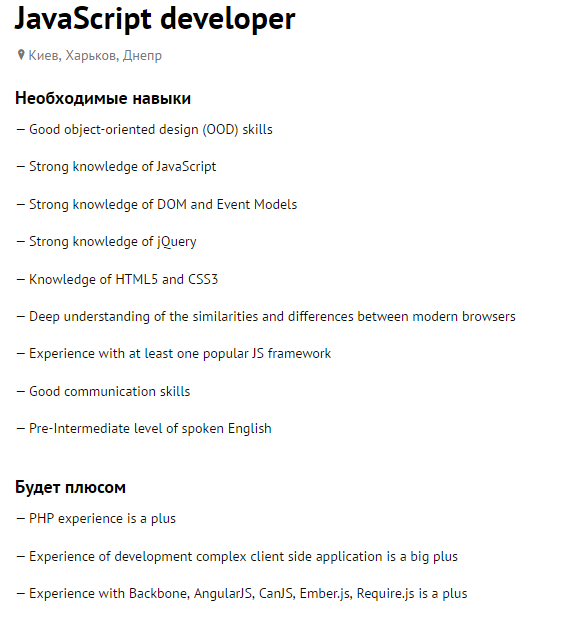 JavaScript developer
Киев, Харьков, Днепр
Необходимые навыки
— Good object-oriented design (OOD) skills
— Strong knowledge of JavaScript
— Strong knowledge of DOM and Event Models
— Strong knowledge of jQuery
— Knowledge of HTML5 and CSS3
— Deep understanding of the similarities and differences between modern browsers
— Experience with at least one popular JS framework
— Good communication skills
— Pre-Intermediate level of spoken English
Будет плюсом
— PHP experience is a plus
— Experience of development complex client side application is a big plus
— Experience with Backbone, AngularJS, CanJS, Ember.js, Require.js is a plus